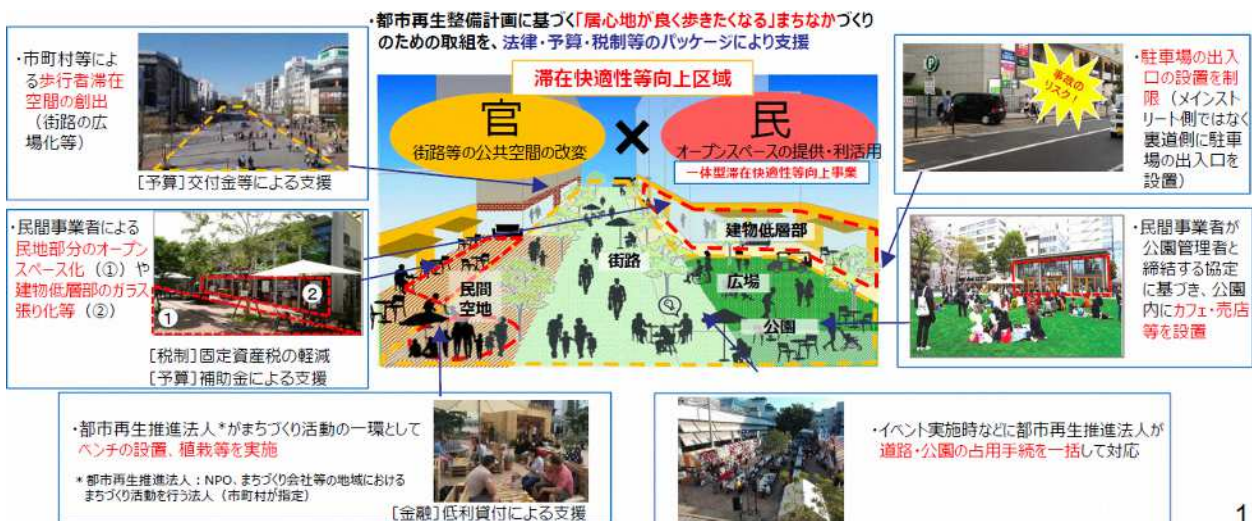 ・都市再生整備計画に基づく「居心地が良く歩きたくなる」まちなかづくり
のための取組を、法律・予算・税制等のパッケージにより支援
・市町村等によ
る歩行者滞在
空間の創出
（街路の広
場化等）
[予算]交付金等による支援
・民間事業者による
民地部分のオープン
スペース化（①）や
建物低層部のガラス
張り化等（②）
①
②
[税制]固定資産税の軽減
[予算]補助金による支援
滞在快適性等向上区域
官
街路等の公共空間の改変
×
民
オープンスペースの提供・利活用
一体型滞在快適性等向上事業
建物低層部
街路
広場
民間
空地
公園
事故の
リスク！
・駐車場の出入
口の設置を制
限（メインスト
リート側ではなく
裏道側に駐車
場の出入口を
設置）
・民間事業者が
公園管理者と
締結する協定
に基づき、公園
内にカフェ・売店
等を設置
・都市再生推進法人*がまちづくり活動の一環として
ベンチの設置、植栽等を実施
* 都市再生推進法人：NPO、まちづくり会社等の地域における
まちづくり活動を行う法人（市町村が指定）
[金融]低利貸付による支援
・イベント実施時などに都市再生推進法人が
道路・公園の占用手続を一括して対応
1